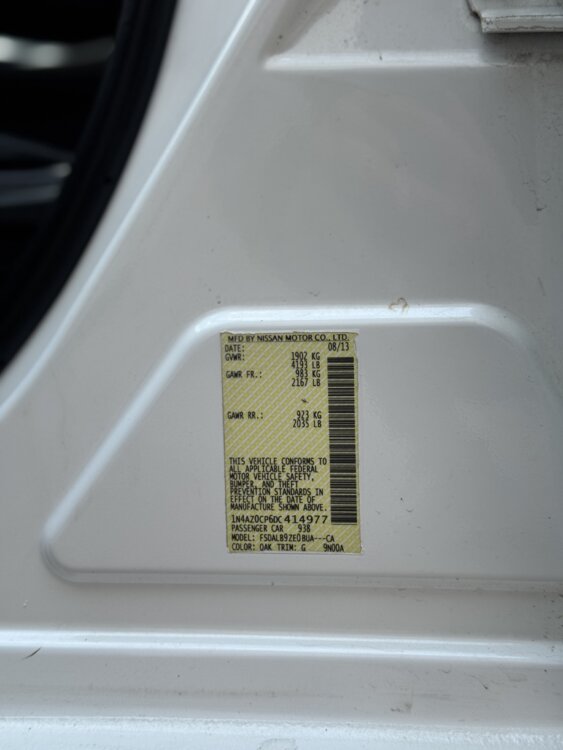 MFD BY NISSAN MOTOR CO., LTD.
DATE: 08/13
GVWR: 1902 KG
4193 LB
GAWR FR.: 983 KG
2167 LB
GAWR RR.: 923 KG
2035 LB
THIS VEHICLE CONFORMS TO
ALL APPLICABLE FEDERAL
MOTOR VEHICLE SAFETY,
BUMPER, AND THEFT
PREVENTION STANDARDS IN
EFFECT ON THE DATE OF
MANUFACTURE SHOWN ABOVE.
1N4AZ0CP6DC414977
PASSENGER CAR 938
MODEL: FSDALB9ZE0BUA---CA
COLOR: QAK TRIM: G 9N00A